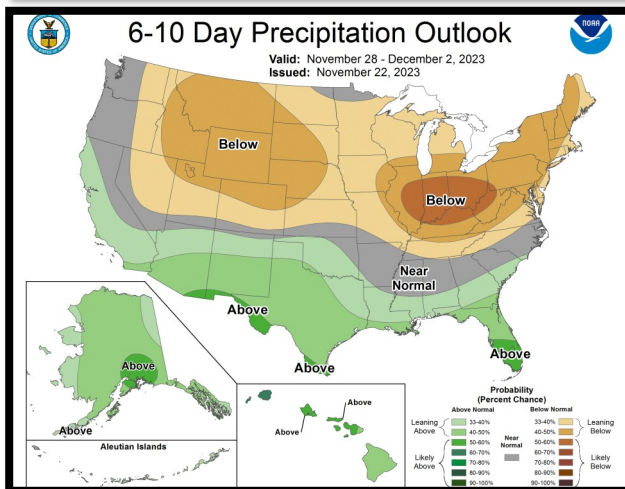 6-10 Day Precipitation Outlook
NOAA
Valid: November 28 - December 2, 2023
Issued: November 22, 2023
Below
Below
Near
Normal
Above
Above
Above
Above
Above
Aleutian Islands
Above
Above
Probability
(Percent Chance)
Above Normal
Below Normal
Leaning
Above
33-40%
40-50%
Likely
Above
50-60%
60-70%
70-80%
80-90%
90-100%
Near
Normal
33-40%
40-50%
50-60%
60-70%
70-80%
80-90%
90-100%
Leaning
Below
Likely
Below